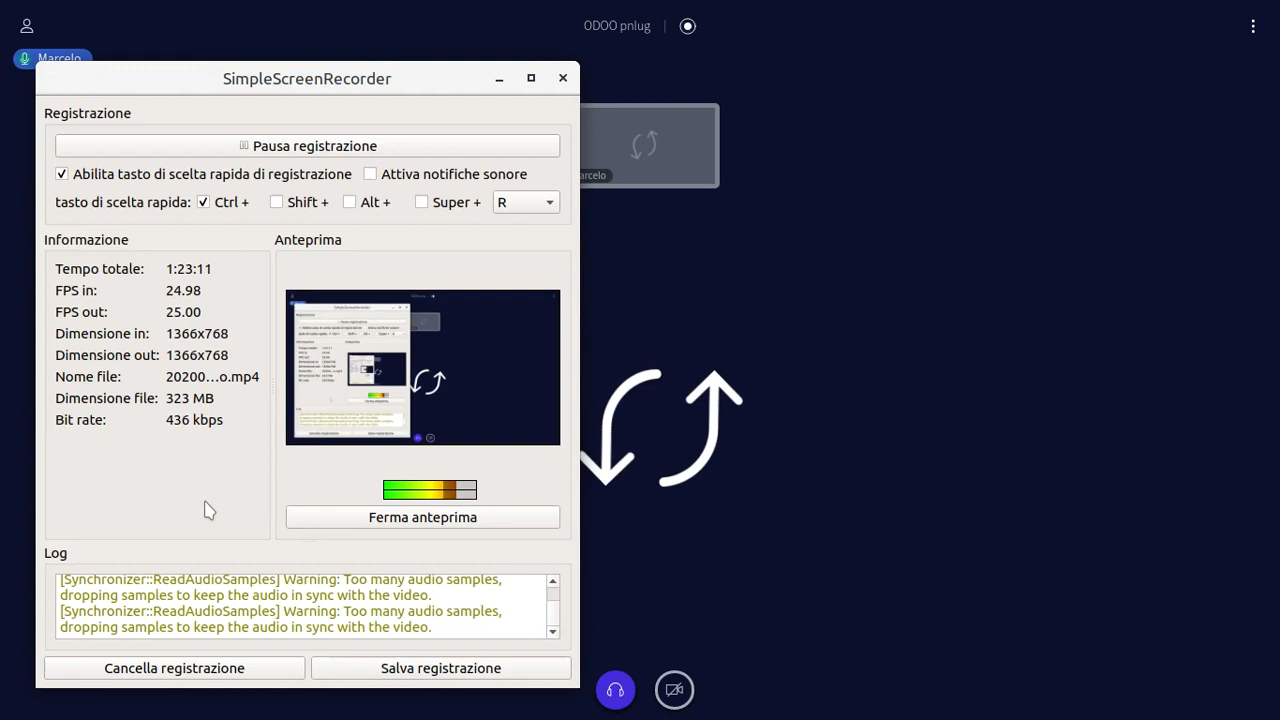 ODOO pnlug
Marcelo
SimpleScreenRecorder
Registrazione
Pausa registrazione
Abilita tasto di scelta rapida di registrazione
Attiva notifiche sonore
tasto di scelta rapida:
Ctrl +
Shift +
Alt +
Super +
R
Informazione
Anteprima
Tempo totale: 1:23:11
FPS in: 24.98
FPS out: 25.00
Dimensione in: 1366x768
Dimensione out: 1366x768
Nome file: 20200...o.mp4
Dimensione file: 323 MB
Bit rate: 436 kbps
arcelo
Ferma anteprima
Log
[Synchronizer::ReadAudioSamples] Warning: Too many audio samples,
dropping samples to keep the audio in sync with the video.
[Synchronizer::ReadAudioSamples] Warning: Too many audio samples,
dropping samples to keep the audio in sync with the video.
Cancella registrazione
Salva registrazione